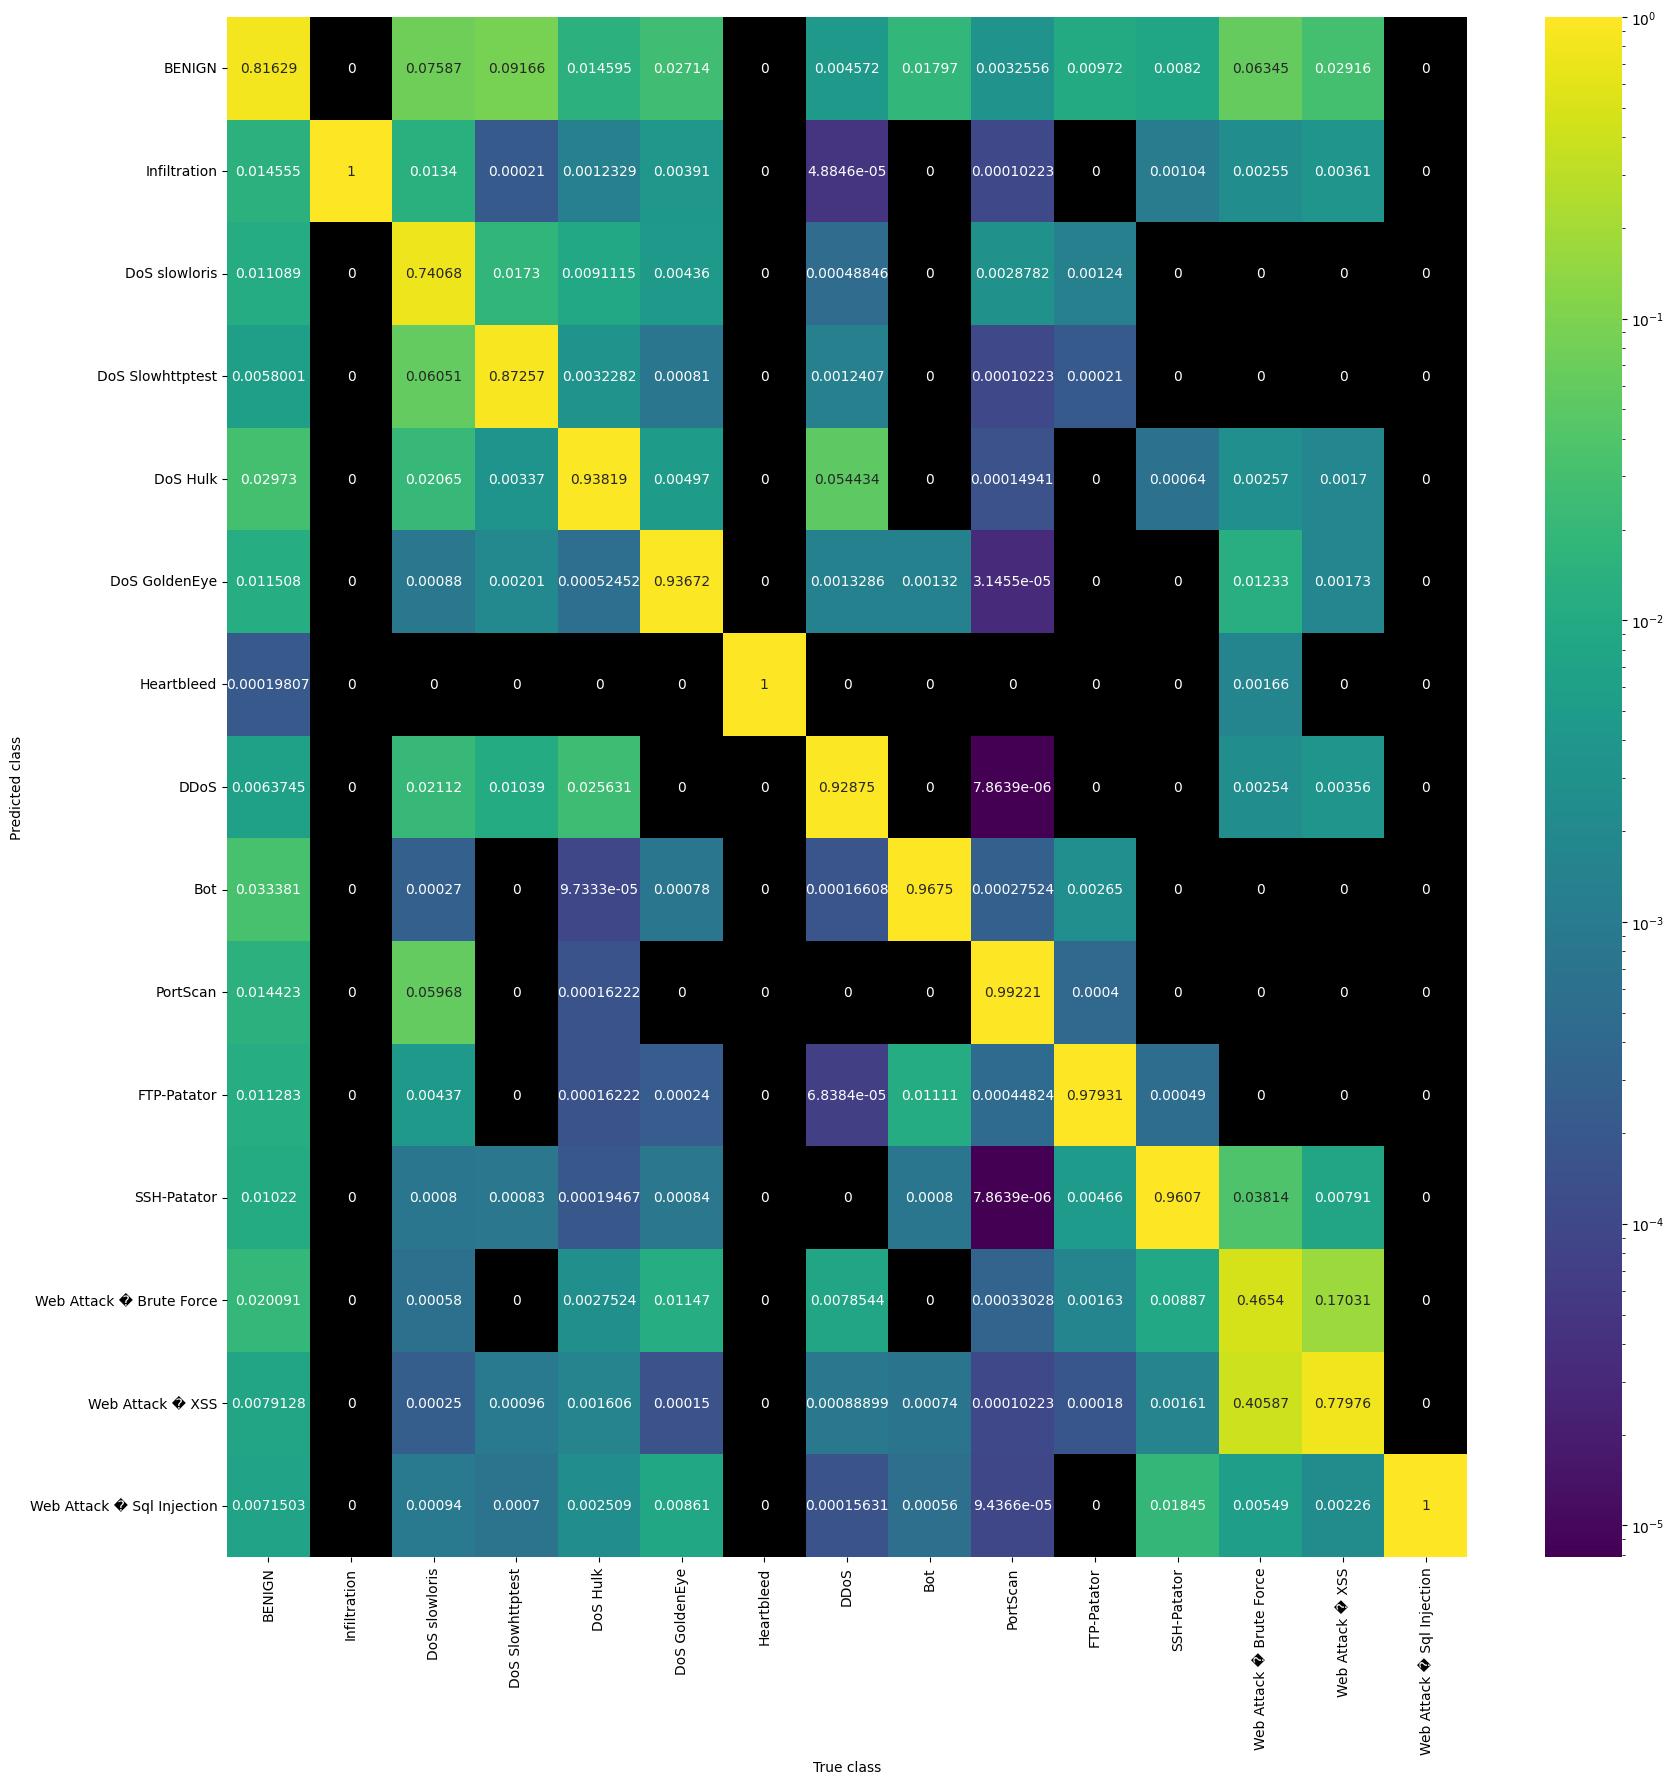 BENIGN 0.81629 0 0.07587 0.09166 0.014595 0.02714 0 0.004572 0.01797 0.0032556 0.00972 0.0082 0.06345 0.02916 0
Infiltration 0.014555 1 0.0134 0.00021 0.0012329 0.00391 0 4.8846e-05 0 0.00010223 0 0.00104 0.00255 0.00361 0
DoS slowloris 0.011089 0 0.74068 0.0173 0.0091115 0.00436 0 0.00048846 0 0.0028782 0.00124 0 0 0 0
DoS Slowhttptest 0.0058001 0 0.06051 0.87257 0.0032282 0.00081 0 0.0012407 0 0.00010223 0.00021 0 0 0 0
DoS Hulk 0.02973 0 0.02065 0.00337 0.93819 0.00497 0 0.054434 0 0.00014941 0 0.00064 0.00257 0.0017 0
DoS GoldenEye 0.011508 0 0.00088 0.00201 0.00052452 0.93672 0 0.0013286 0.00132 3.1455e-05 0 0 0.01233 0.00173 0
Heartbleed 0.00019807 0 0 0 0 0 1 0 0 0 0 0 0.00166 0 0
DDoS 0.0063745 0 0.02112 0.01039 0.025631 0 0 0.92875 0 7.8639e-06 0 0 0.00254 0.00356 0
Bot 0.033381 0 0.00027 0 9.7333e-05 0.00078 0 0.00016608 0.9675 0.00027524 0.00265 0 0 0 0
PortScan 0.014423 0 0.05968 0 0.00016222 0 0 0 0 0.99221 0.0004 0 0 0 0
FTP-Patator 0.011283 0 0.00437 0 0.00016222 0.00024 0 6.8384e-05 0.01111 0.00044824 0.97931 0.00049 0 0 0
SSH-Patator 0.01022 0 0.0008 0.00083 0.00019467 0.00084 0 0 0.0008 7.8639e-06 0.00466 0.9607 0.03814 0.00791 0
Web Attack � Brute Force 0.020091 0 0.00058 0 0.0027524 0.01147 0 0.0078544 0 0.00033028 0.00163 0.00887 0.4654 0.17031 0
Web Attack � XSS 0.0079128 0 0.00025 0.00096 0.001606 0.00015 0 0.00088899 0.00074 0.00010223 0.00018 0.00161 0.40587 0.77976 0
Web Attack � Sql Injection 0.0071503 0 0.00094 0.0007 0.002509 0.00861 0 0.00015631 0.00056 9.4366e-05 0 0.01845 0.00549 0.00226 1
Predicted class
BENIGN
Infiltration
DoS slowloris
DoS Slowhttptest
DoS Hulk
DoS GoldenEye
Heartbleed
DDoS
Bot
PortScan
FTP-Patator
SSH-Patator
Web Attack � Brute Force
Web Attack � XSS
Web Attack � Sql Injection
True class
10⁰
10⁻¹
10⁻²
10⁻³
10⁻⁴
10⁻⁵